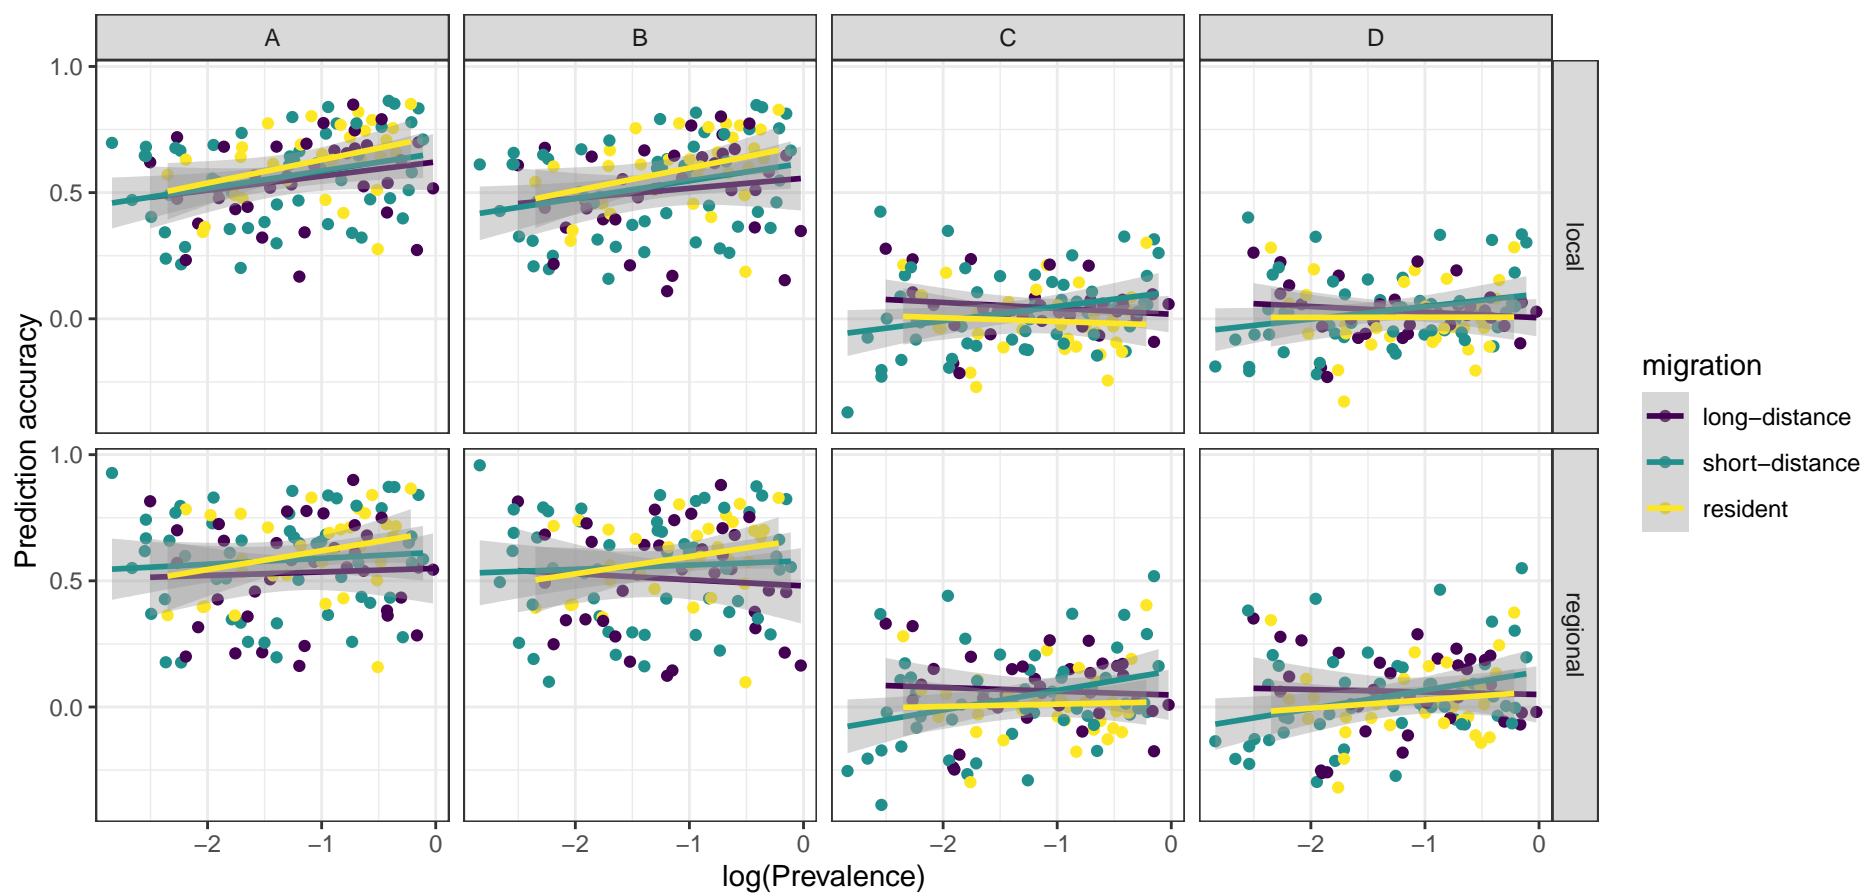 A B C D
1.0
0.5
0.0
local
1.0
0.5
0.0
regional
Prediction accuracy
−2 −1 0 −2 −1 0 −2 −1 0 −2 −1 0
log(Prevalence)
migration
long−distance
short−distance
resident